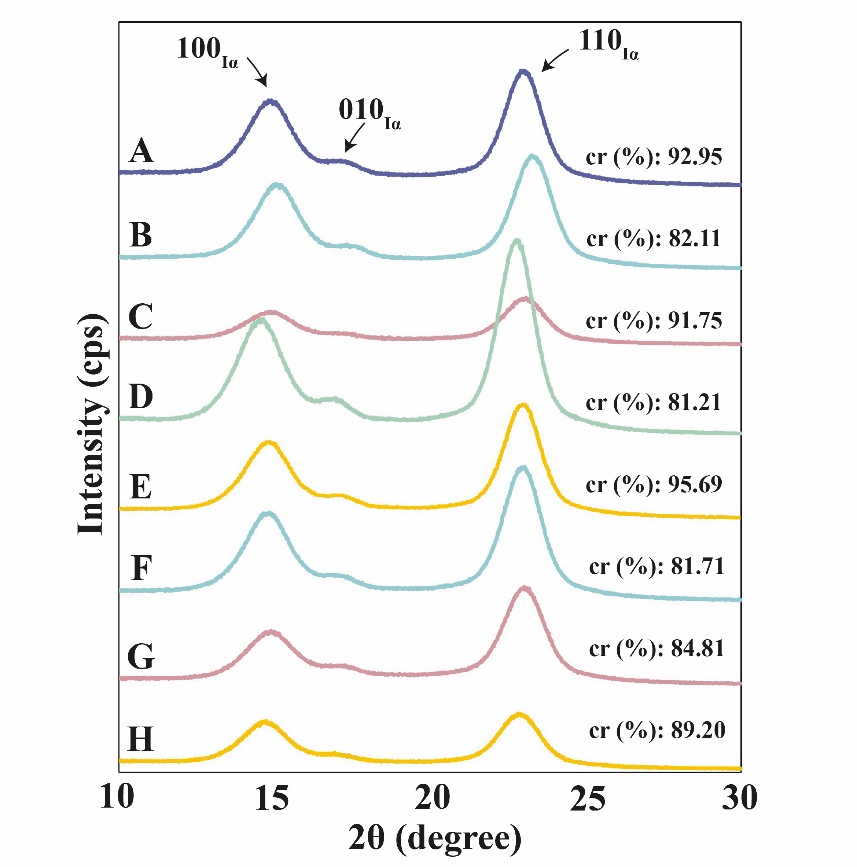 100Iα
010Iα
110Iα
A
cr (%): 92.95
B
cr (%): 82.11
C
cr (%): 91.75
D
cr (%): 81.21
E
cr (%): 95.69
F
cr (%): 81.71
G
cr (%): 84.81
H
cr (%): 89.20
Intensity (cps)
10 15 20 25 30
2θ (degree)